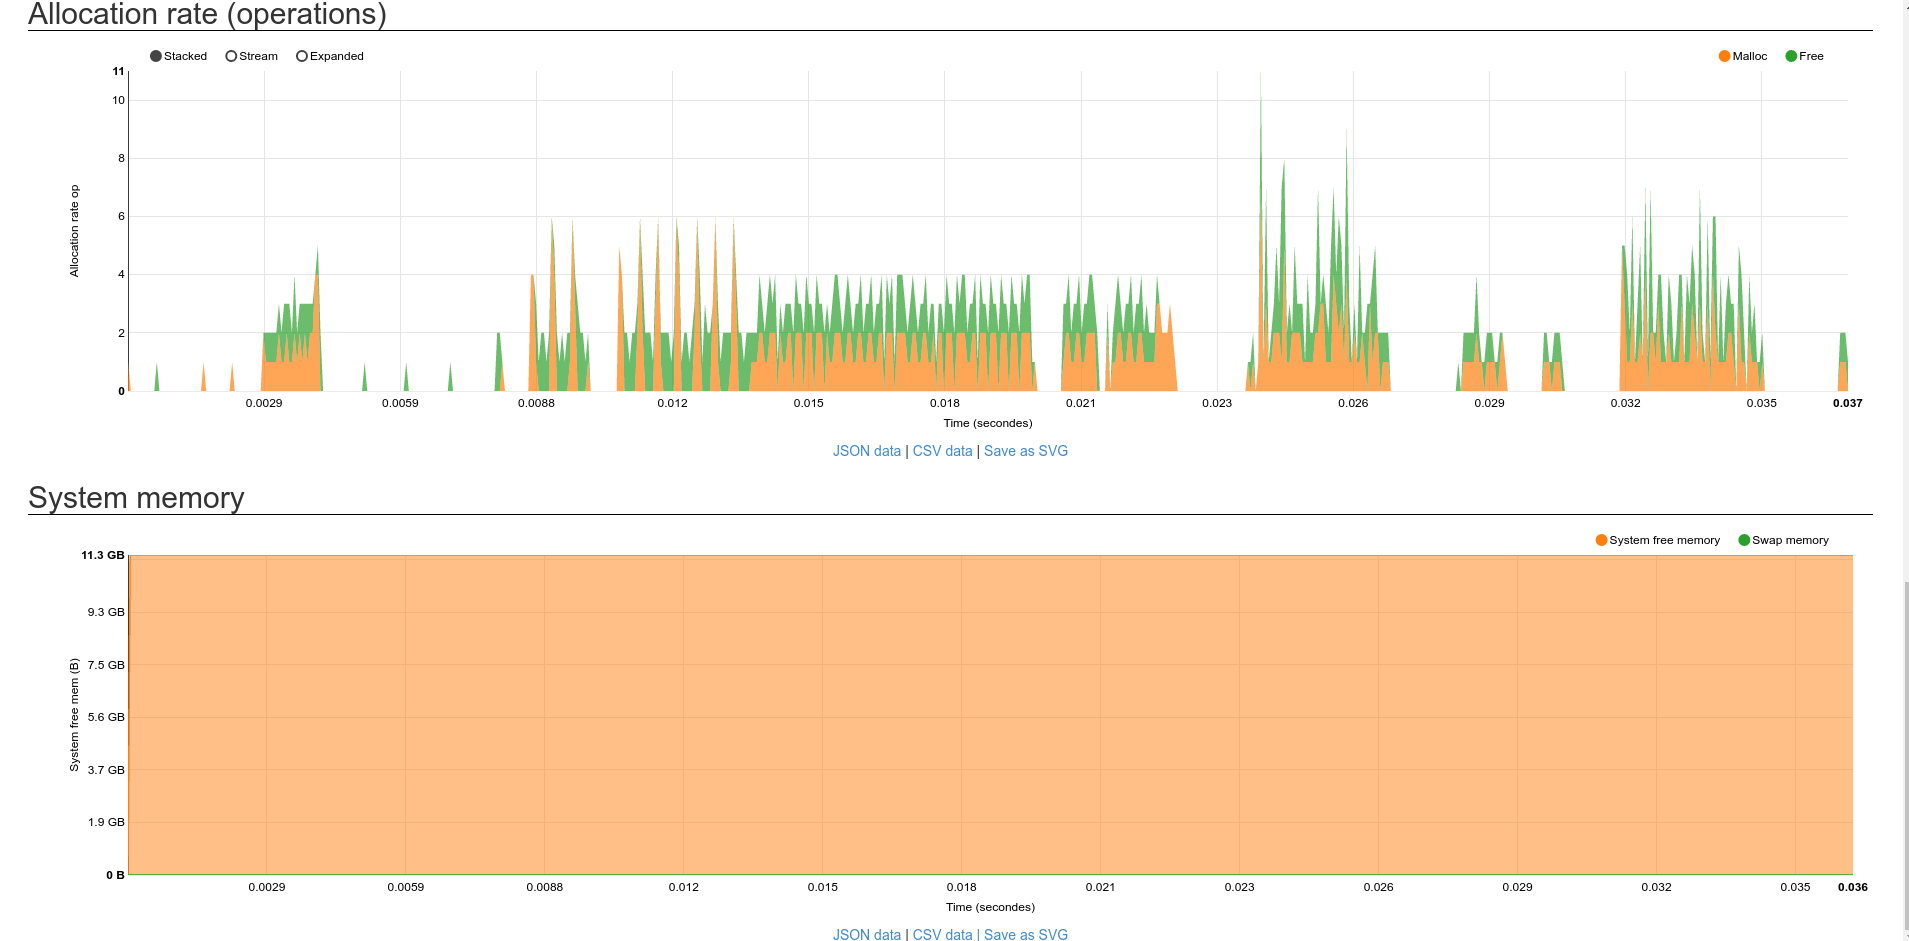 Allocation rate (operations)
Stacked Stream Expanded Malloc Free
11
10
8
6
4
2
0
Allocation rate op
0.0029 0.0059 0.0088 0.012 0.015 0.018 0.021 0.023 0.026 0.029 0.032 0.035 0.037
Time (secondes)
JSON data | CSV data | Save as SVG
System memory
System free memory Swap memory
11.3 GB
9.3 GB
7.5 GB
5.6 GB
3.7 GB
1.9 GB
0 B
System free mem (B)
0.0029 0.0059 0.0088 0.012 0.015 0.018 0.021 0.023 0.026 0.029 0.032 0.035 0.036
Time (secondes)
JSON data | CSV data | Save as SVG